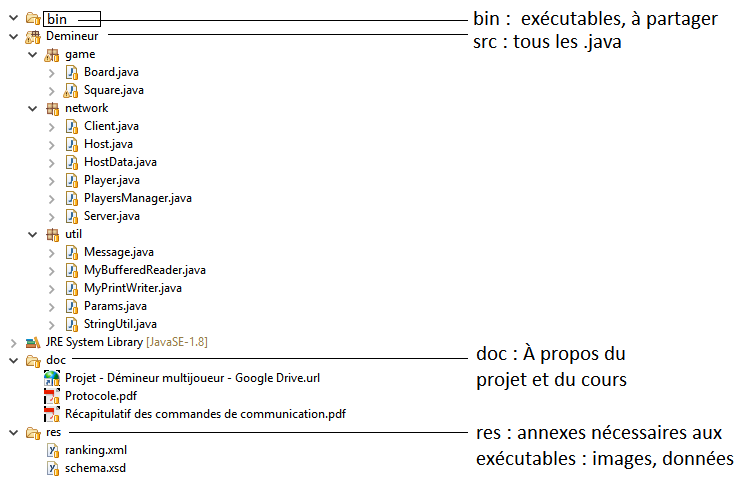 bin
bin : exécutables, à partager
Demineur
src : tous les .java
game
Board.java
Square.java
network
Client.java
Host.java
HostData.java
Player.java
PlayersManager.java
Server.java
util
Message.java
MyBufferedReader.java
MyPrintWriter.java
Params.java
StringUtil.java
JRE System Library [JavaSE-1.8]
doc
doc : À propos du
projet et du cours
Projet - Démineur multijoueur - Google Drive.url
Protocole.pdf
Récapitulatif des commandes de communication.pdf
res
res : annexes nécessaires aux
exécutables : images, données
ranking.xml
schema.xsd